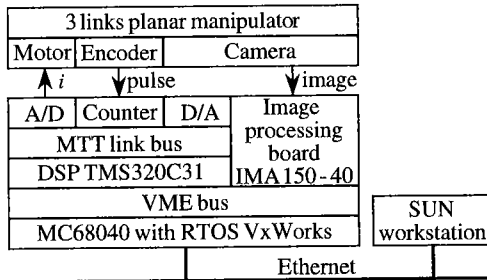 3 links planar manipulator
Motor Encoder Camera
i pulse image
A/D Counter D/A
Image
processing
board
IMA150-40
MTT link bus
DSP TMS320C31
VME bus
MC68040 with RTOS VxWorks
SUN
workstation
Ethernet